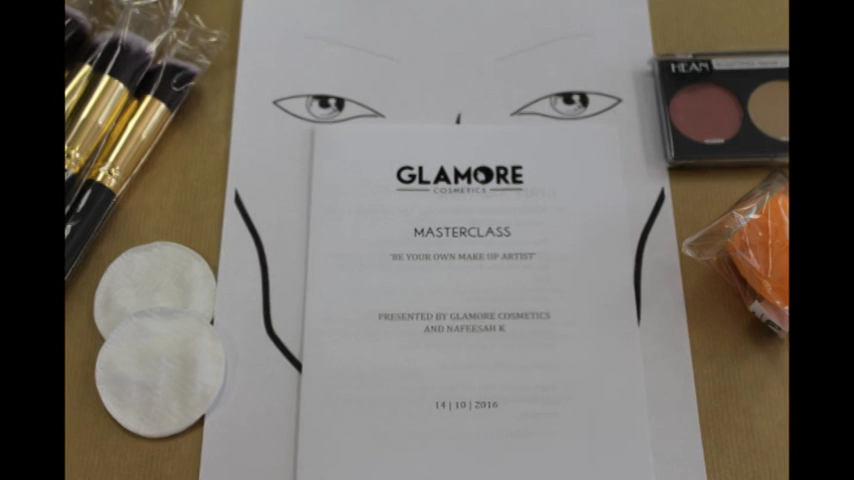 HEAN
GLAMORE
COSMETICS
MASTERCLASS
'BE YOUR OWN MAKE UP ARTIST'
PRESENTED BY GLAMORE COSMETICS
AND NAFEESAH K
14 | 10 | 2016